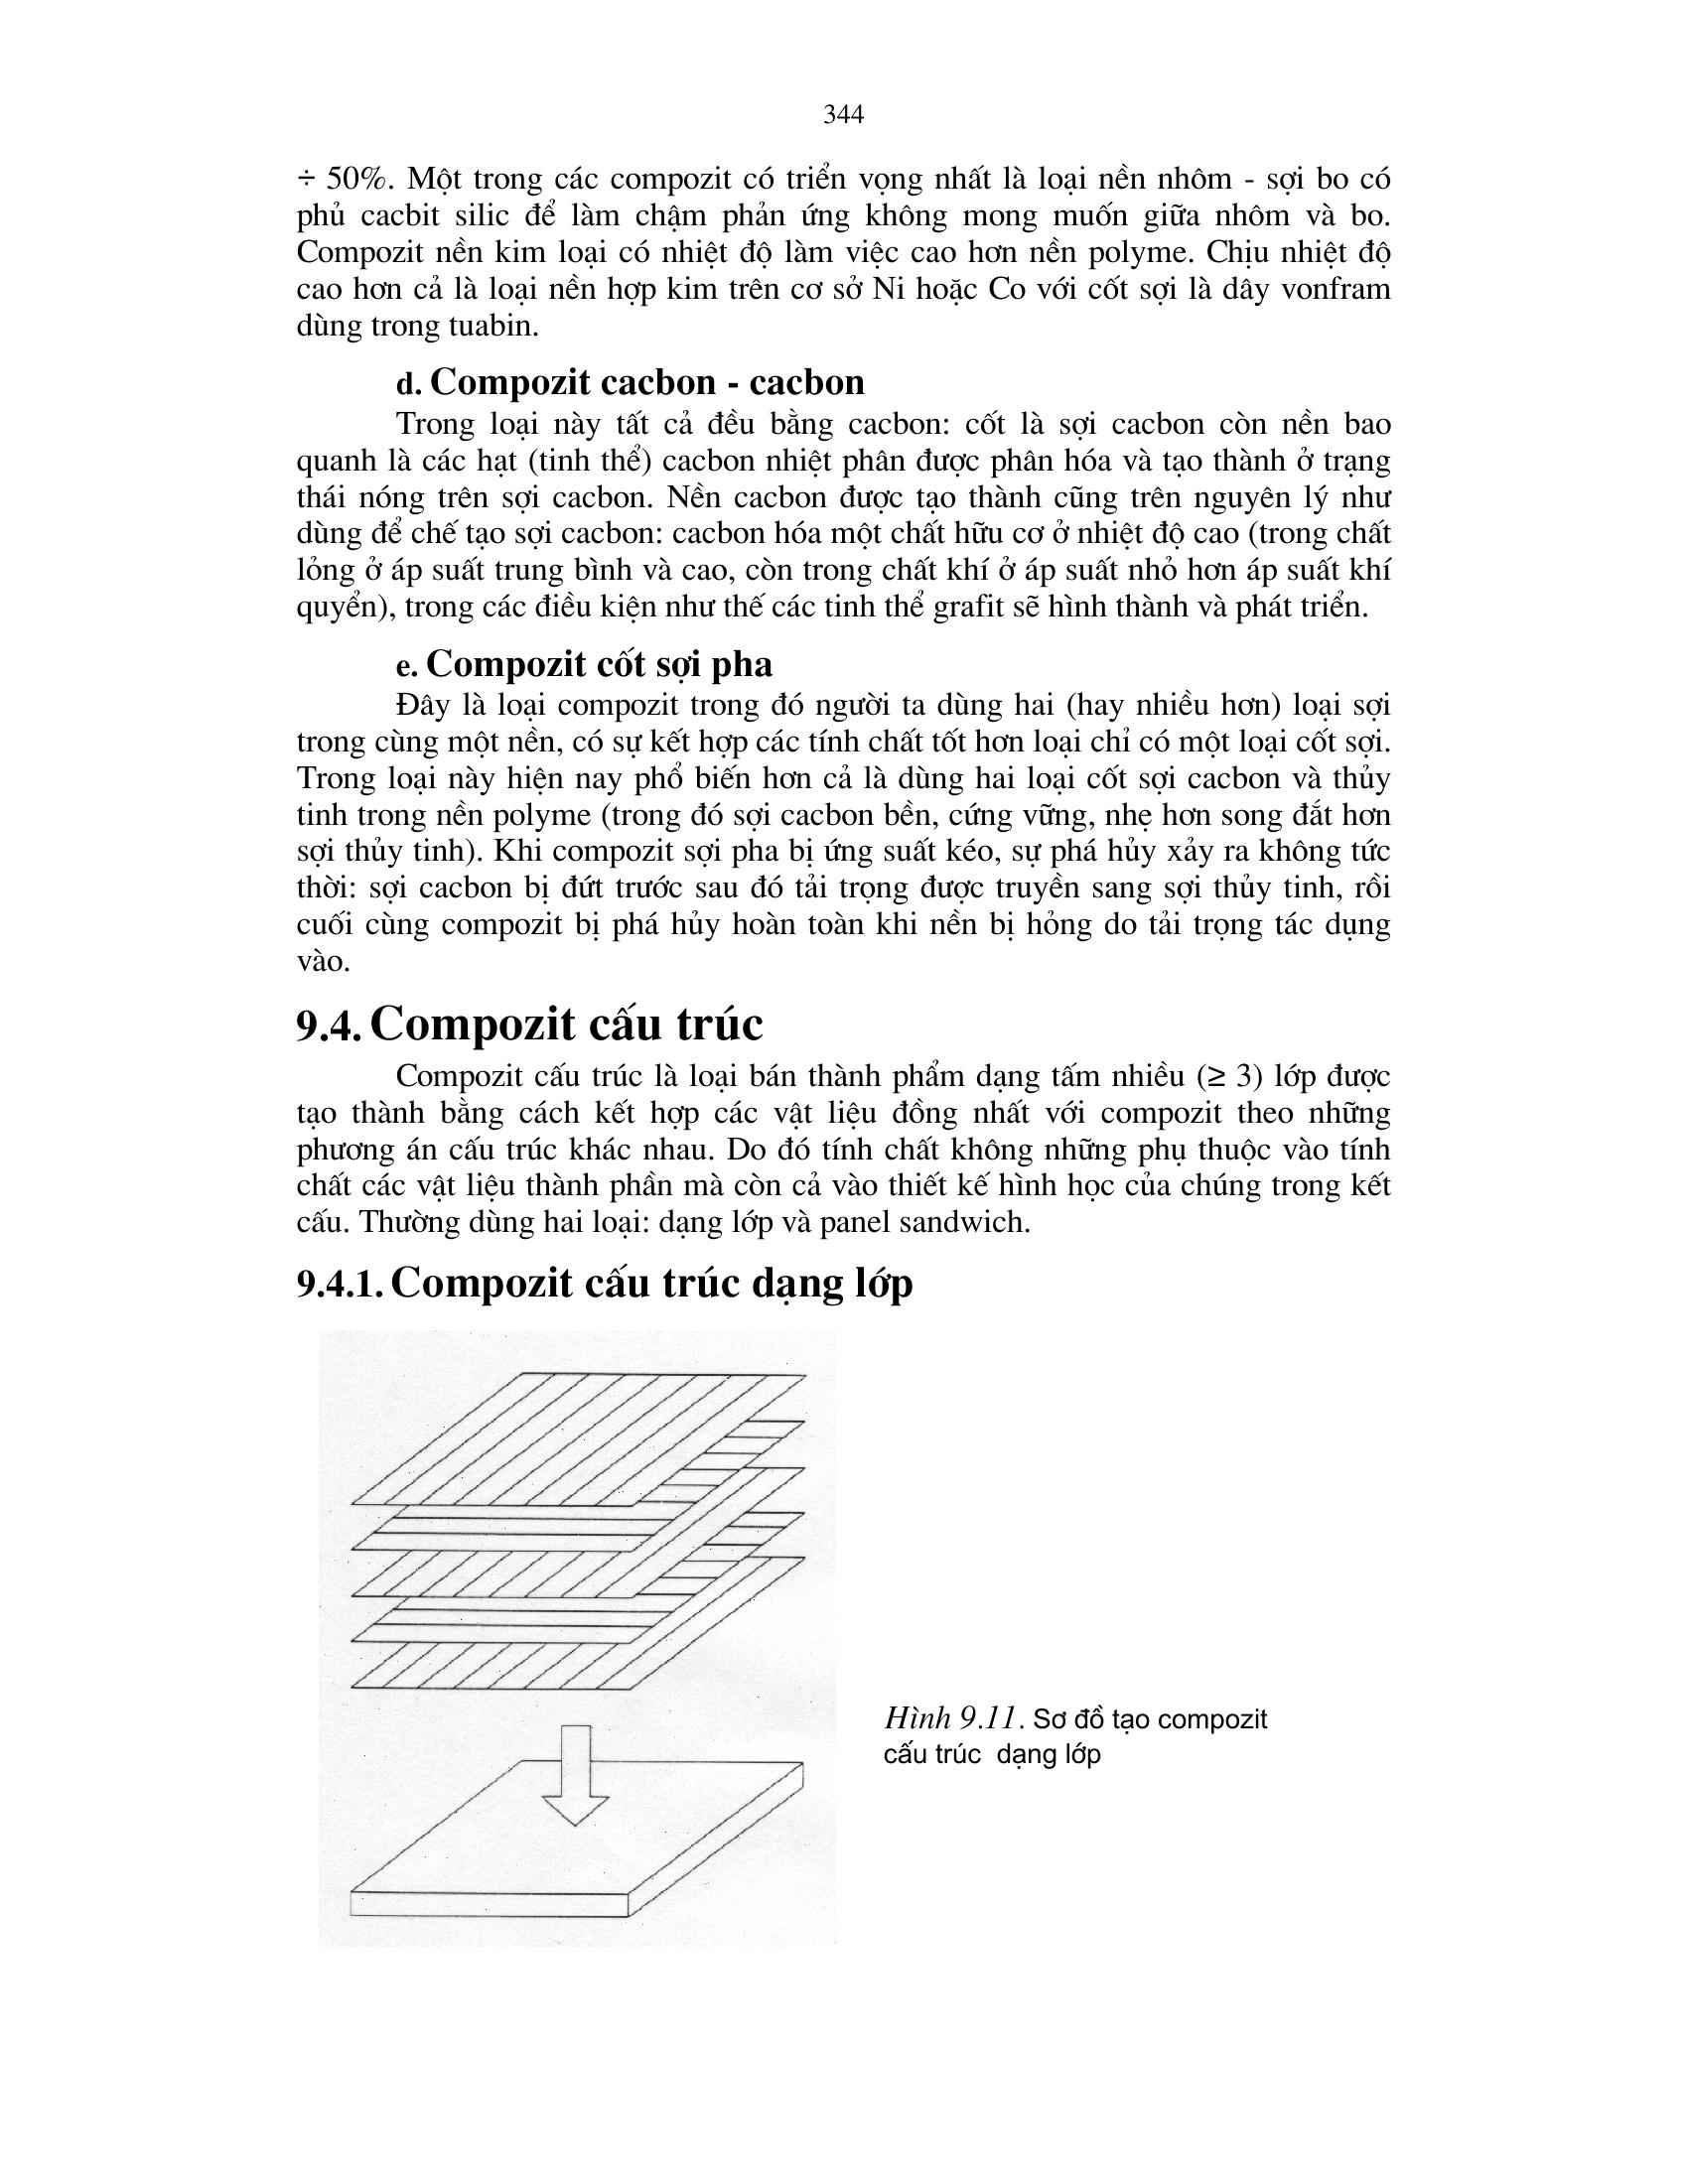 344
÷ 50%. Một trong các compozit có triển vọng nhất là loại nền nhôm - sợi bo có
phủ cacbit silic để làm chậm phản ứng không mong muốn giữa nhôm và bo.
Compozit nền kim loại có nhiệt độ làm việc cao hơn nền polyme. Chịu nhiệt độ
cao hơn cả là loại nền hợp kim trên cơ sở Ni hoặc Co với cốt sợi là dây vonfram
dùng trong tuabin.
d. Compozit cacbon - cacbon
Trong loại này tất cả đều bằng cacbon: cốt là sợi cacbon còn nền bao
quanh là các hạt (tinh thể) cacbon nhiệt phân được phân hóa và tạo thành ở trạng
thái nóng trên sợi cacbon. Nền cacbon được tạo thành cũng trên nguyên lý như
dùng để chế tạo sợi cacbon: cacbon hóa một chất hữu cơ ở nhiệt độ cao (trong chất
lỏng ở áp suất trung bình và cao, còn trong chất khí ở áp suất nhỏ hơn áp suất khí
quyển), trong các điều kiện như thế các tinh thể grafit sẽ hình thành và phát triển.
e. Compozit cốt sợi pha
Đây là loại compozit trong đó người ta dùng hai (hay nhiều hơn) loại sợi
trong cùng một nền, có sự kết hợp các tính chất tốt hơn loại chỉ có một loại cốt sợi.
Trong loại này hiện nay phổ biến hơn cả là dùng hai loại cốt sợi cacbon và thủy
tinh trong nền polyme (trong đó sợi cacbon bền, cứng vững, nhẹ hơn song đắt hơn
sợi thủy tinh). Khi compozit sợi pha bị ứng suất kéo, sự phá hủy xảy ra không tức
thời: sợi cacbon bị đứt trước sau đó tải trọng được truyền sang sợi thủy tinh, rồi
cuối cùng compozit bị phá hủy hoàn toàn khi nền bị hỏng do tải trọng tác dụng
vào.
9.4. Compozit cấu trúc
Compozit cấu trúc là loại bán thành phẩm dạng tấm nhiều (≥ 3) lớp được
tạo thành bằng cách kết hợp các vật liệu đồng nhất với compozit theo những
phương án cấu trúc khác nhau. Do đó tính chất không những phụ thuộc vào tính
chất các vật liệu thành phần mà còn cả vào thiết kế hình học của chúng trong kết
cấu. Thường dùng hai loại: dạng lớp và panel sandwich.
9.4.1. Compozit cấu trúc dạng lớp
Hình 9.11. Sơ đồ tạo compozit
cấu trúc dạng lớp